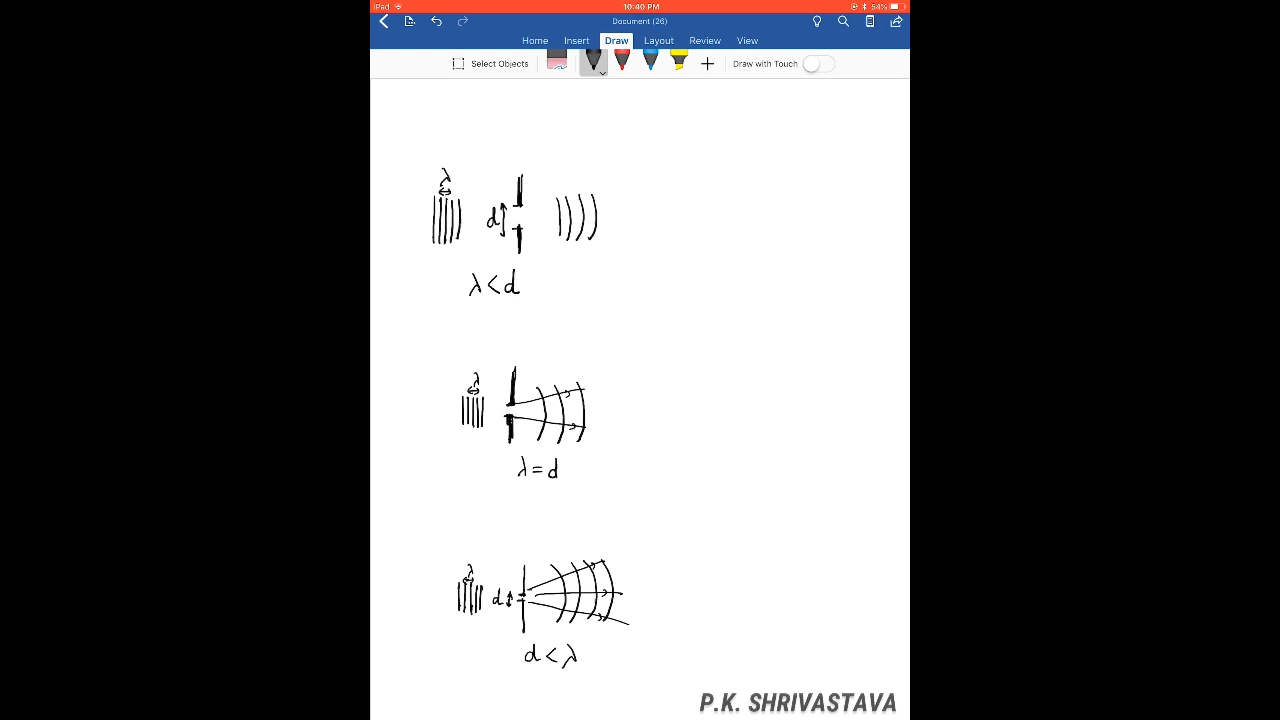 iPad 10:40 PM 54%
Document (26)
Home Insert Draw Layout Review View
Select Objects Draw with Touch
λ
d
λ < d
λ
λ = d
λ
d
d < λ
P.K. SHRIVASTAVA